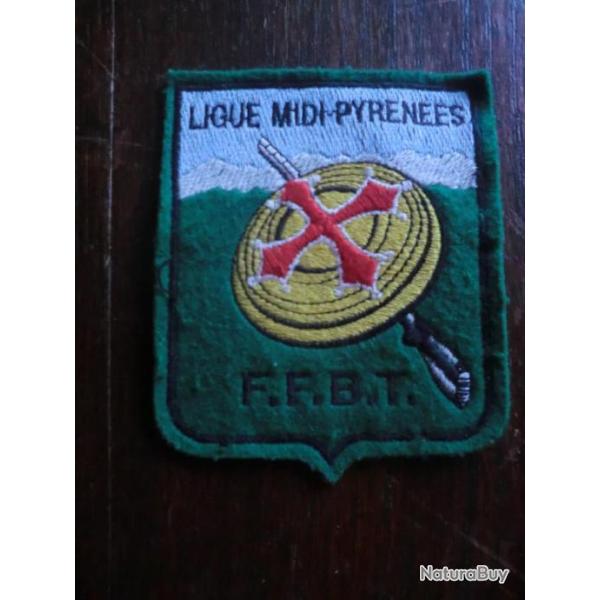 LIGUE MIDI-PYRENEES
F.F.B.T.
NaturaBuy